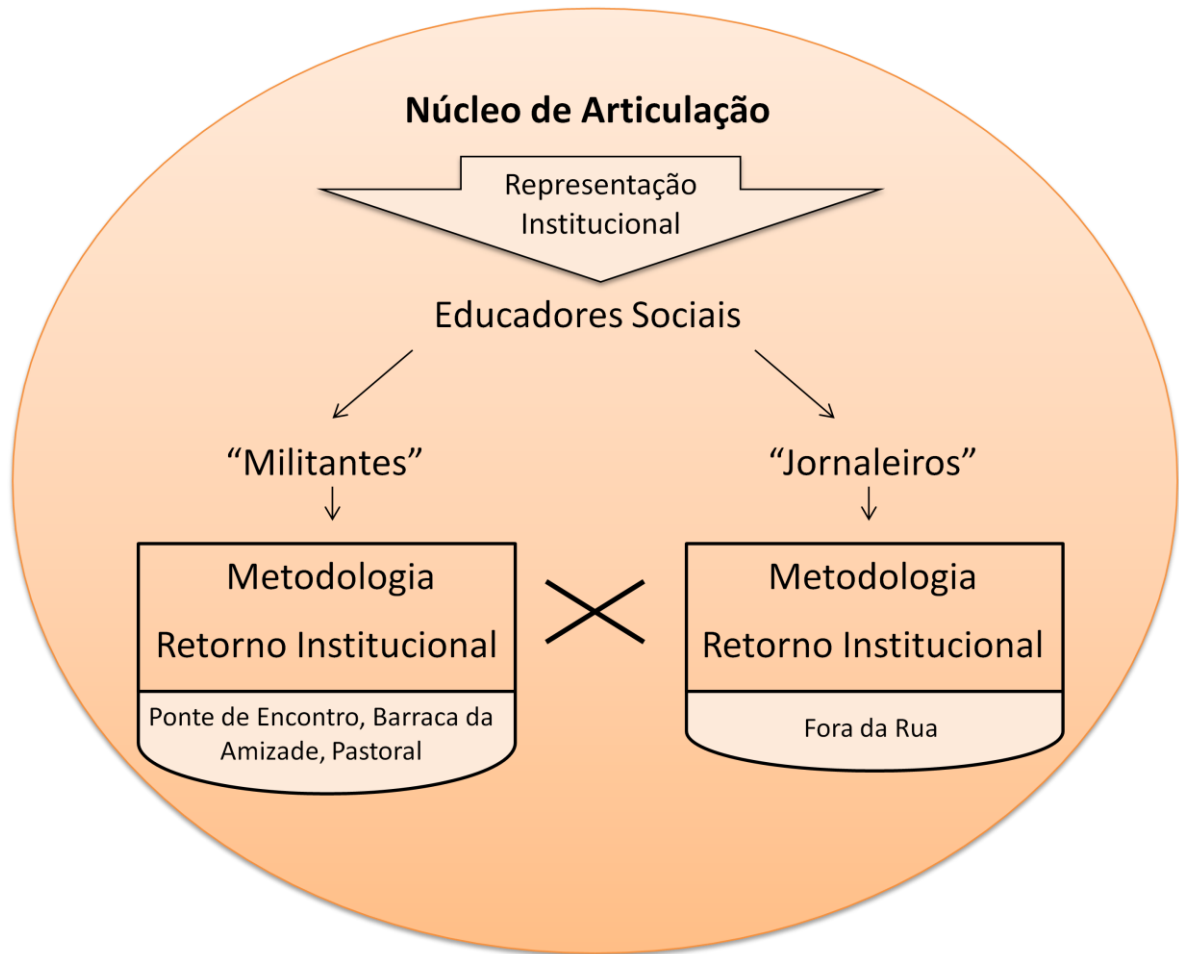 Núcleo de Articulação
Representação
Institucional
Educadores Sociais
“Militantes”
“Jornaleiros”
Metodologia
Retorno Institucional
Ponte de Encontro, Barraca da
Amizade, Pastoral
Metodologia
Retorno Institucional
Fora da Rua